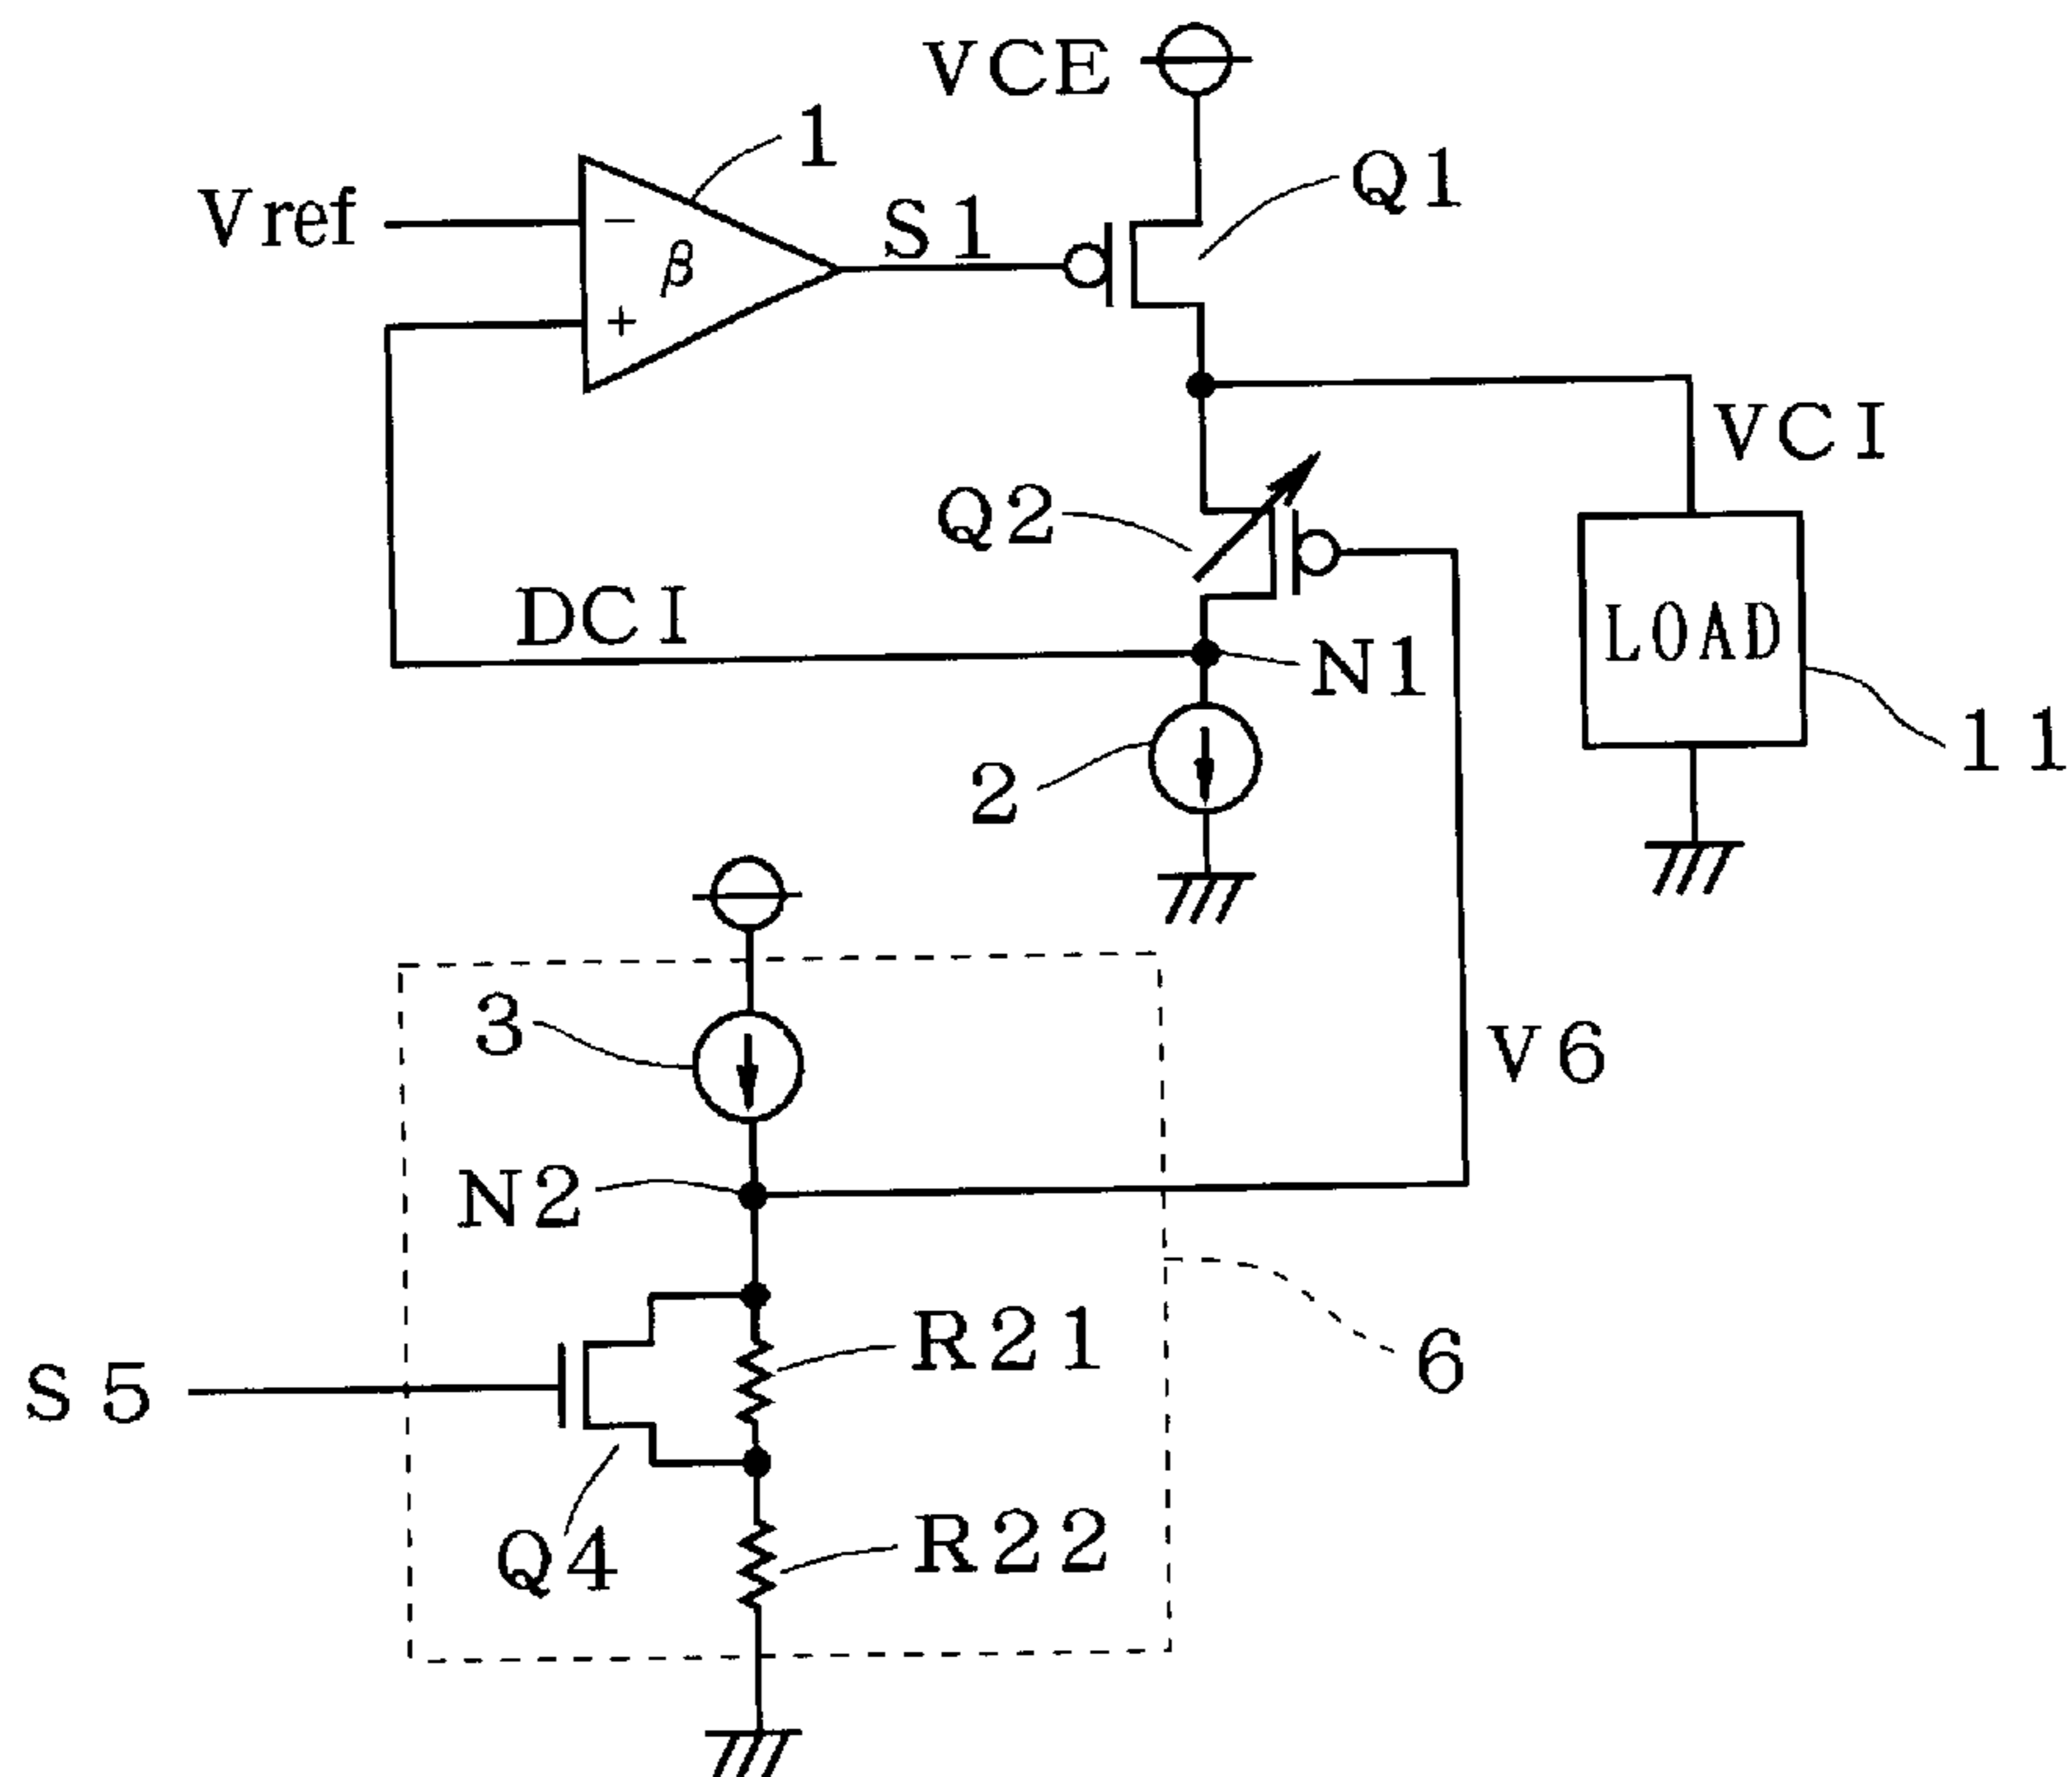 VCE
1
Q1
Vref
S1
−
β
+
VCI
Q2
DCI
N1
LOAD
11
2
3
V6
N2
R21
6
S5
Q4
R22